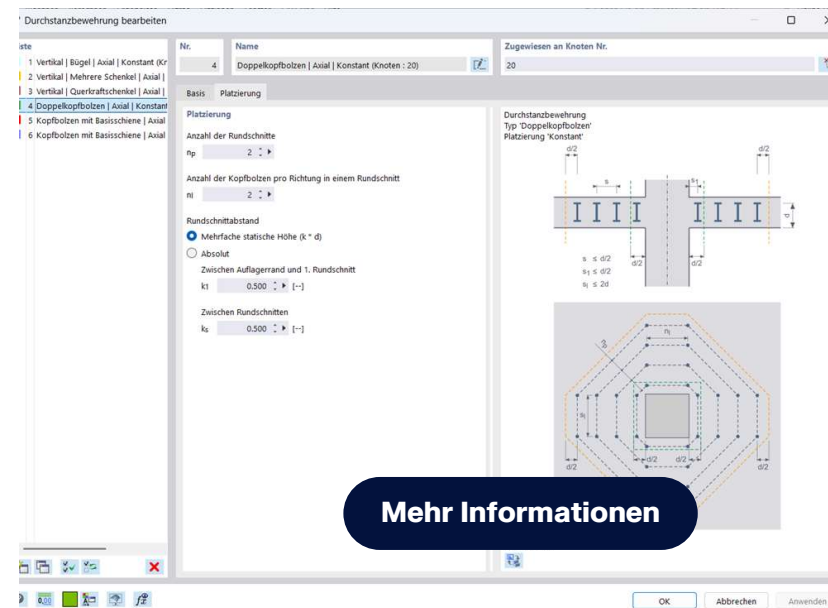 Durchstanzbewehrung bearbeiten
1 Vertikal | Bügel | Axial | Konstant (Kr
2 Vertikal | Mehrere Schenkel | Axial |
3 Vertikal | Querkraftschenkel | Axial |
4 Doppelkopfbolzen | Axial | Konstant
5 Kopfbolzen mit Basisschiene | Axial
6 Kopfbolzen mit Basisschiene | Axial
Nr.
4
Name
Doppelkopfbolzen | Axial | Konstant (Knoten : 20)
Zugewiesen an Knoten Nr.
20
Basis Platzierung
Platzierung
Anzahl der Rundschnitte
np 2
Anzahl der Kopfbolzen pro Richtung in einem Rundschnitt
nl 2
Rundschnittabstand
Mehrfache statische Höhe (k * d)
Absolut
Zwischen Auflagerrand und 1. Rundschnitt
k1 0.500 [--]
Zwischen Rundschnitten
ks 0.500 [--]
Durchstanzbewehrung
Typ 'Doppelkopfbolzen'
Platzierung 'Konstant'
d/2 d/2
s s1
d
d/2 d/2
s ≤ d/2
s1 ≤ d/2
sl ≤ 2d
nl
sl
d/2 d/2 d/2 d/2
Mehr Informationen
OK Abbrechen Anwenden